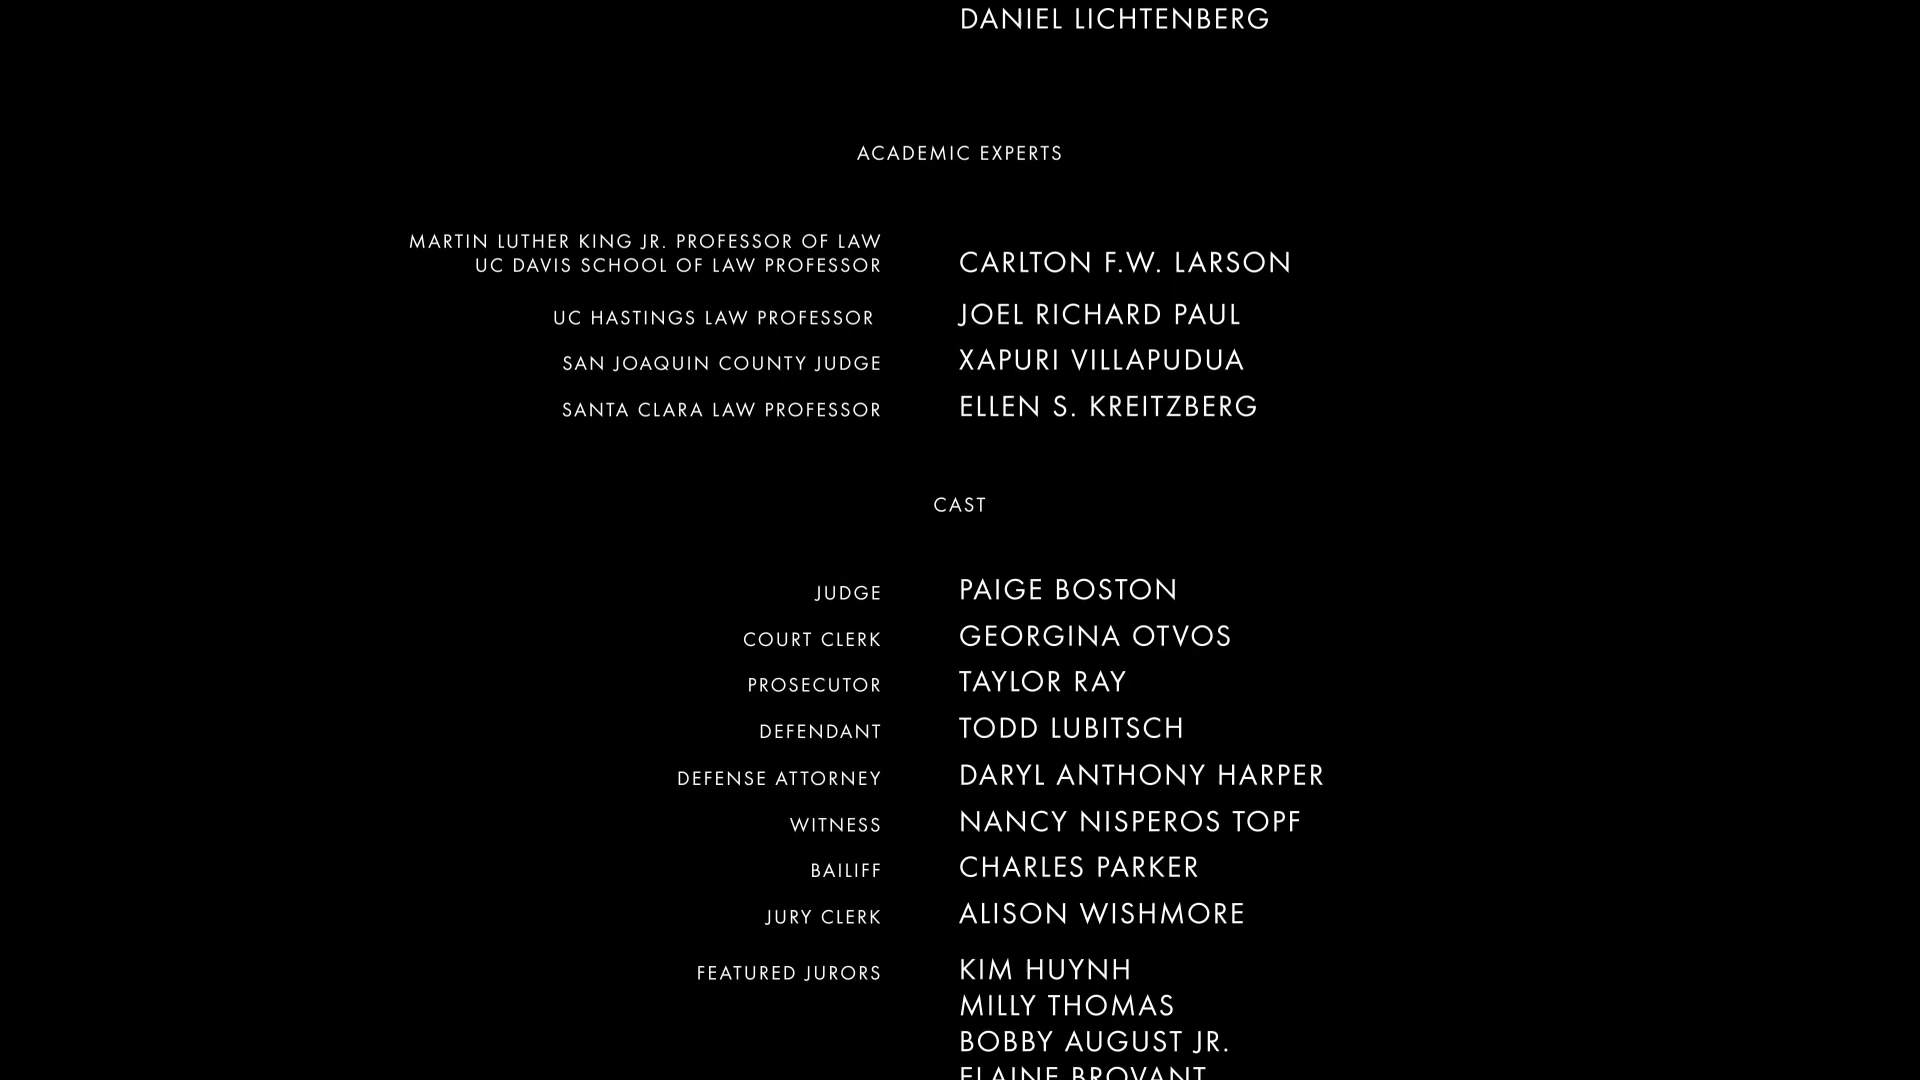 DANIEL LICHTENBERG
ACADEMIC EXPERTS
MARTIN LUTHER KING JR. PROFESSOR OF LAW
UC DAVIS SCHOOL OF LAW PROFESSOR CARLTON F.W. LARSON
UC HASTINGS LAW PROFESSOR JOEL RICHARD PAUL
SAN JOAQUIN COUNTY JUDGE XAPURI VILLAPUDUA
SANTA CLARA LAW PROFESSOR ELLEN S. KREITZBERG
CAST
JUDGE PAIGE BOSTON
COURT CLERK GEORGINA OTVOS
PROSECUTOR TAYLOR RAY
DEFENDANT TODD LUBITSCH
DEFENSE ATTORNEY DARYL ANTHONY HARPER
WITNESS NANCY NISPEROS TOPF
BAILIFF CHARLES PARKER
JURY CLERK ALISON WISHMORE
FEATURED JURORS KIM HUYNH
MILLY THOMAS
BOBBY AUGUST JR.
ELAINE BROVANT